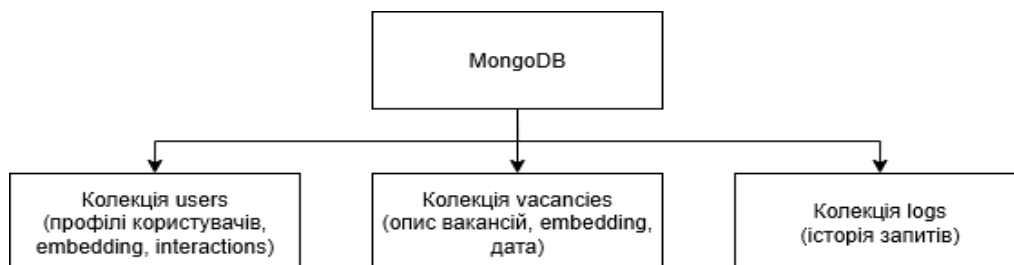 MongoDB
Колекція users
(профілі користувачів,
embedding, interactions)
Колекція vacancies
(опис вакансій, embedding,
дата)
Колекція logs
(історія запитів)